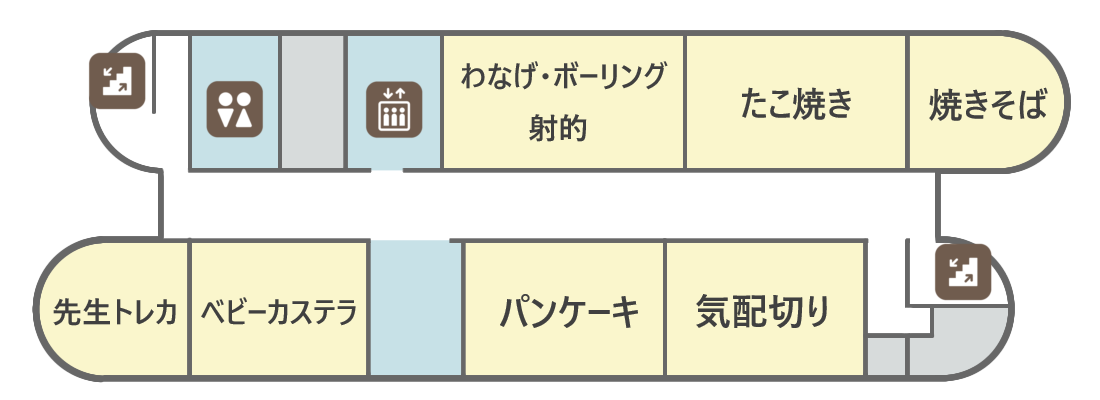 わなげ・ボーリング
射的
たこ焼き
焼きそば
先生トレカ
ベビーカステラ
パンケーキ
気配切り